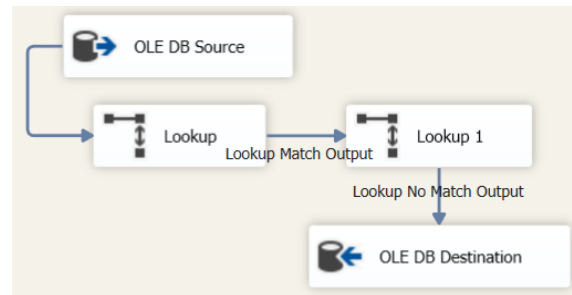 OLE DB Source
Lookup
Lookup Match Output
Lookup 1
Lookup No Match Output
OLE DB Destination